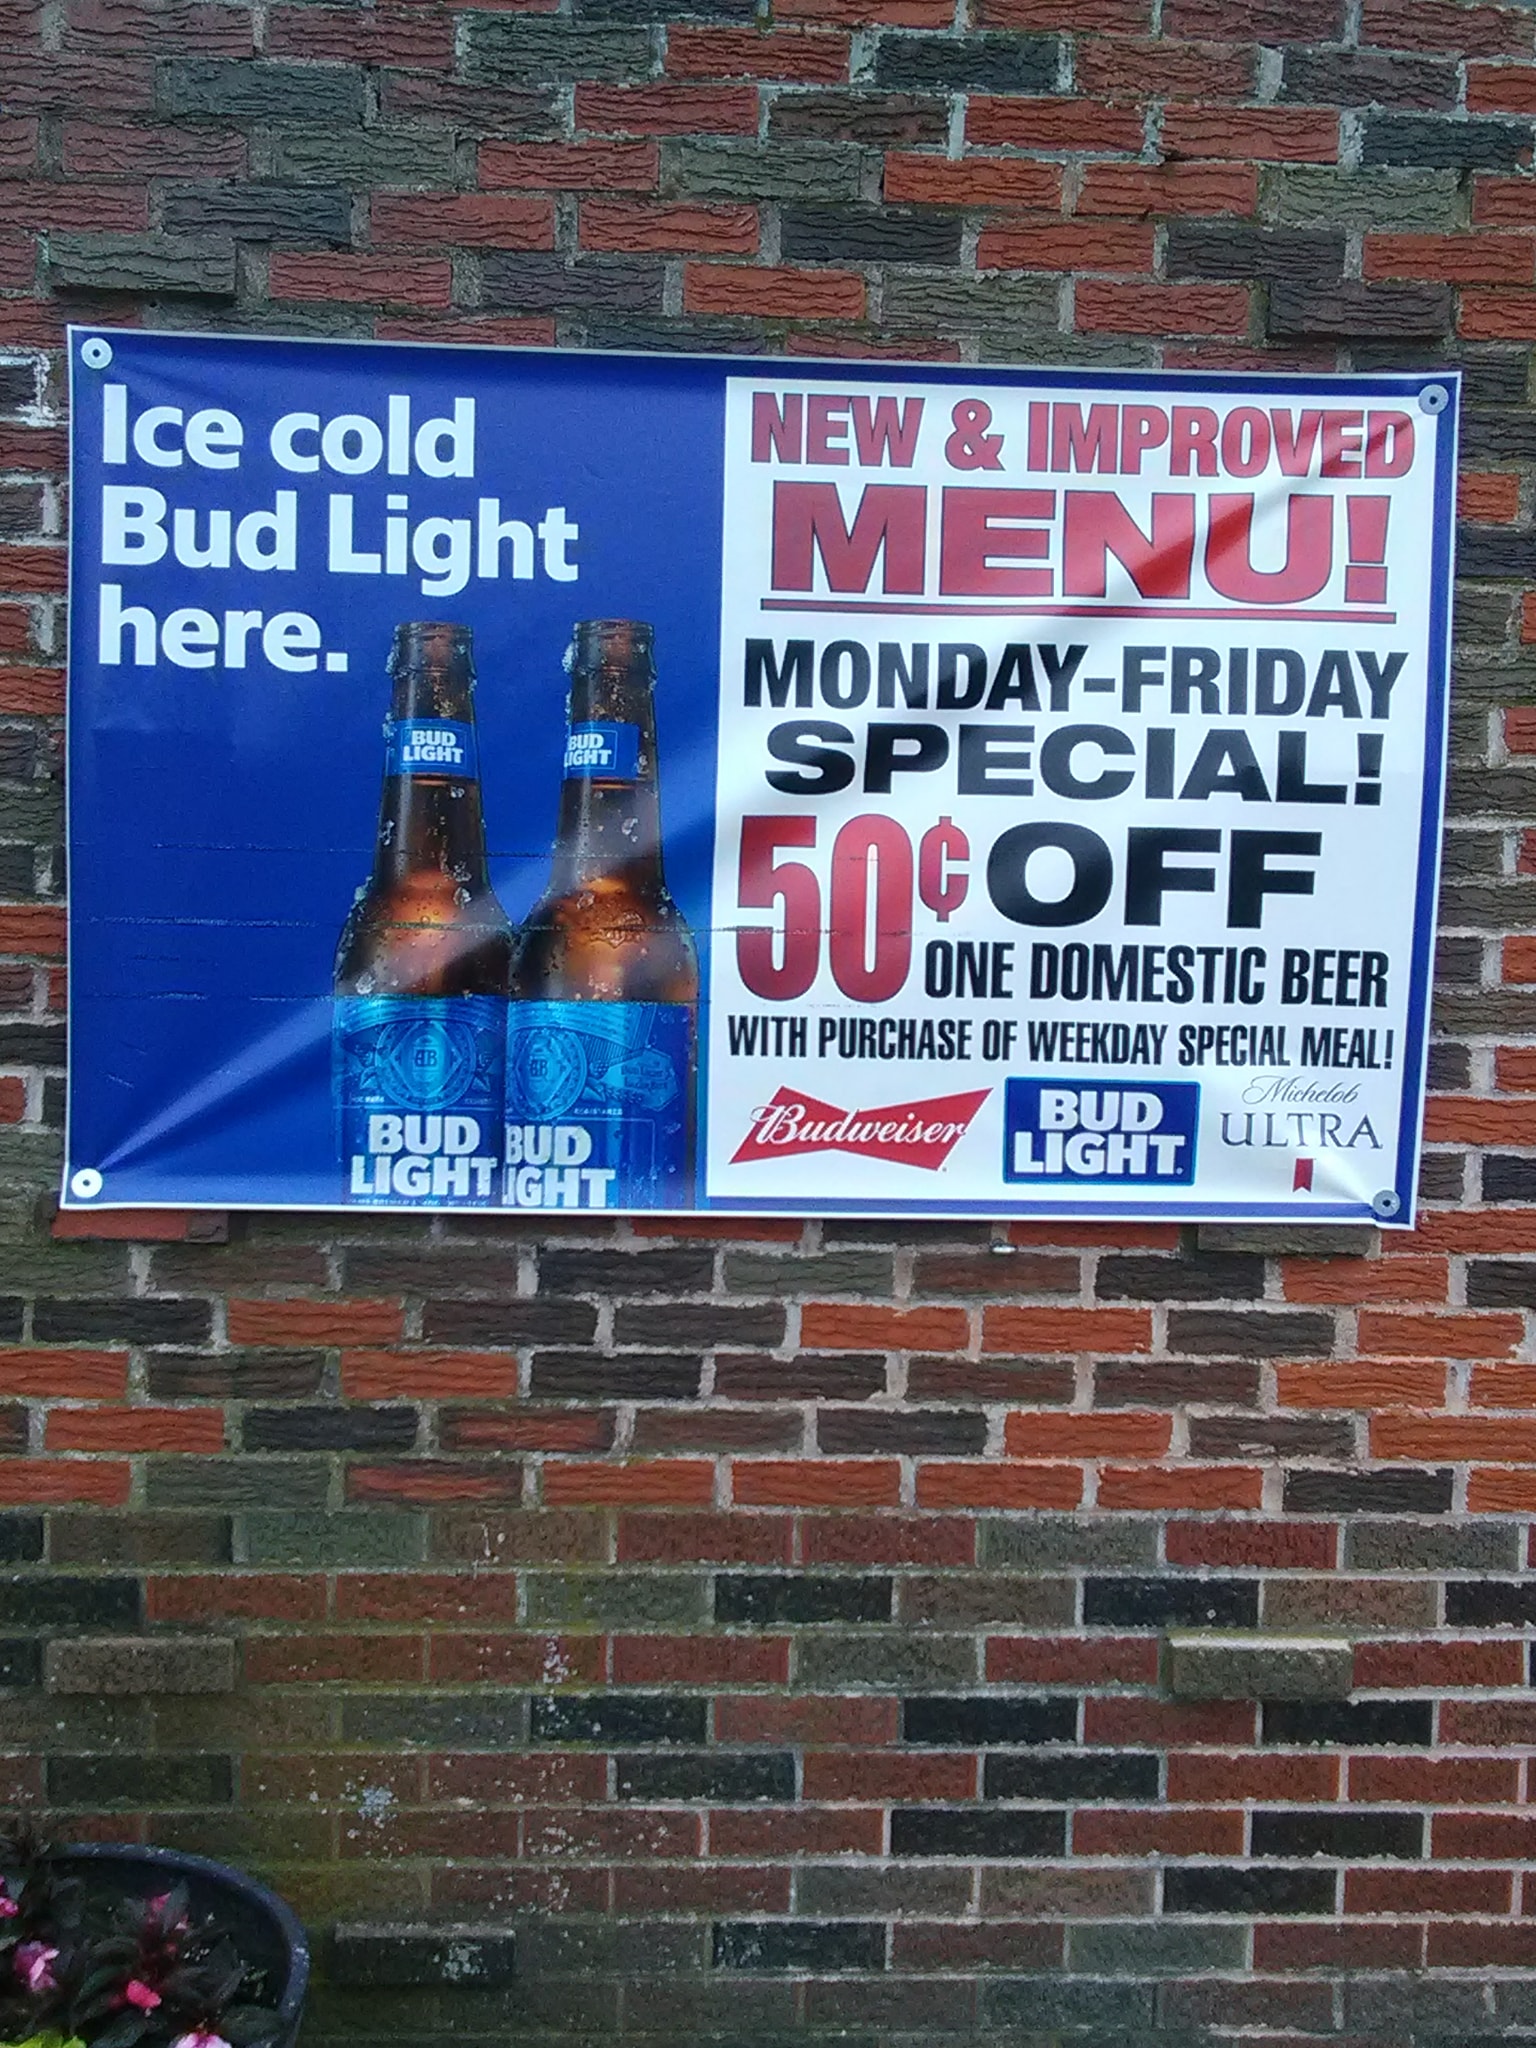 Ice cold
Bud Light
here.
BUD
LIGHT
BUD
LIGHT
BUD
LIGHT
BUD
IGHT
NEW & IMPROVED
MENU!
MONDAY-FRIDAY
SPECIAL!
50¢ OFF
ONE DOMESTIC BEER
WITH PURCHASE OF WEEKDAY SPECIAL MEAL!
Budweiser
BUD
LIGHT
Michelob
ULTRA